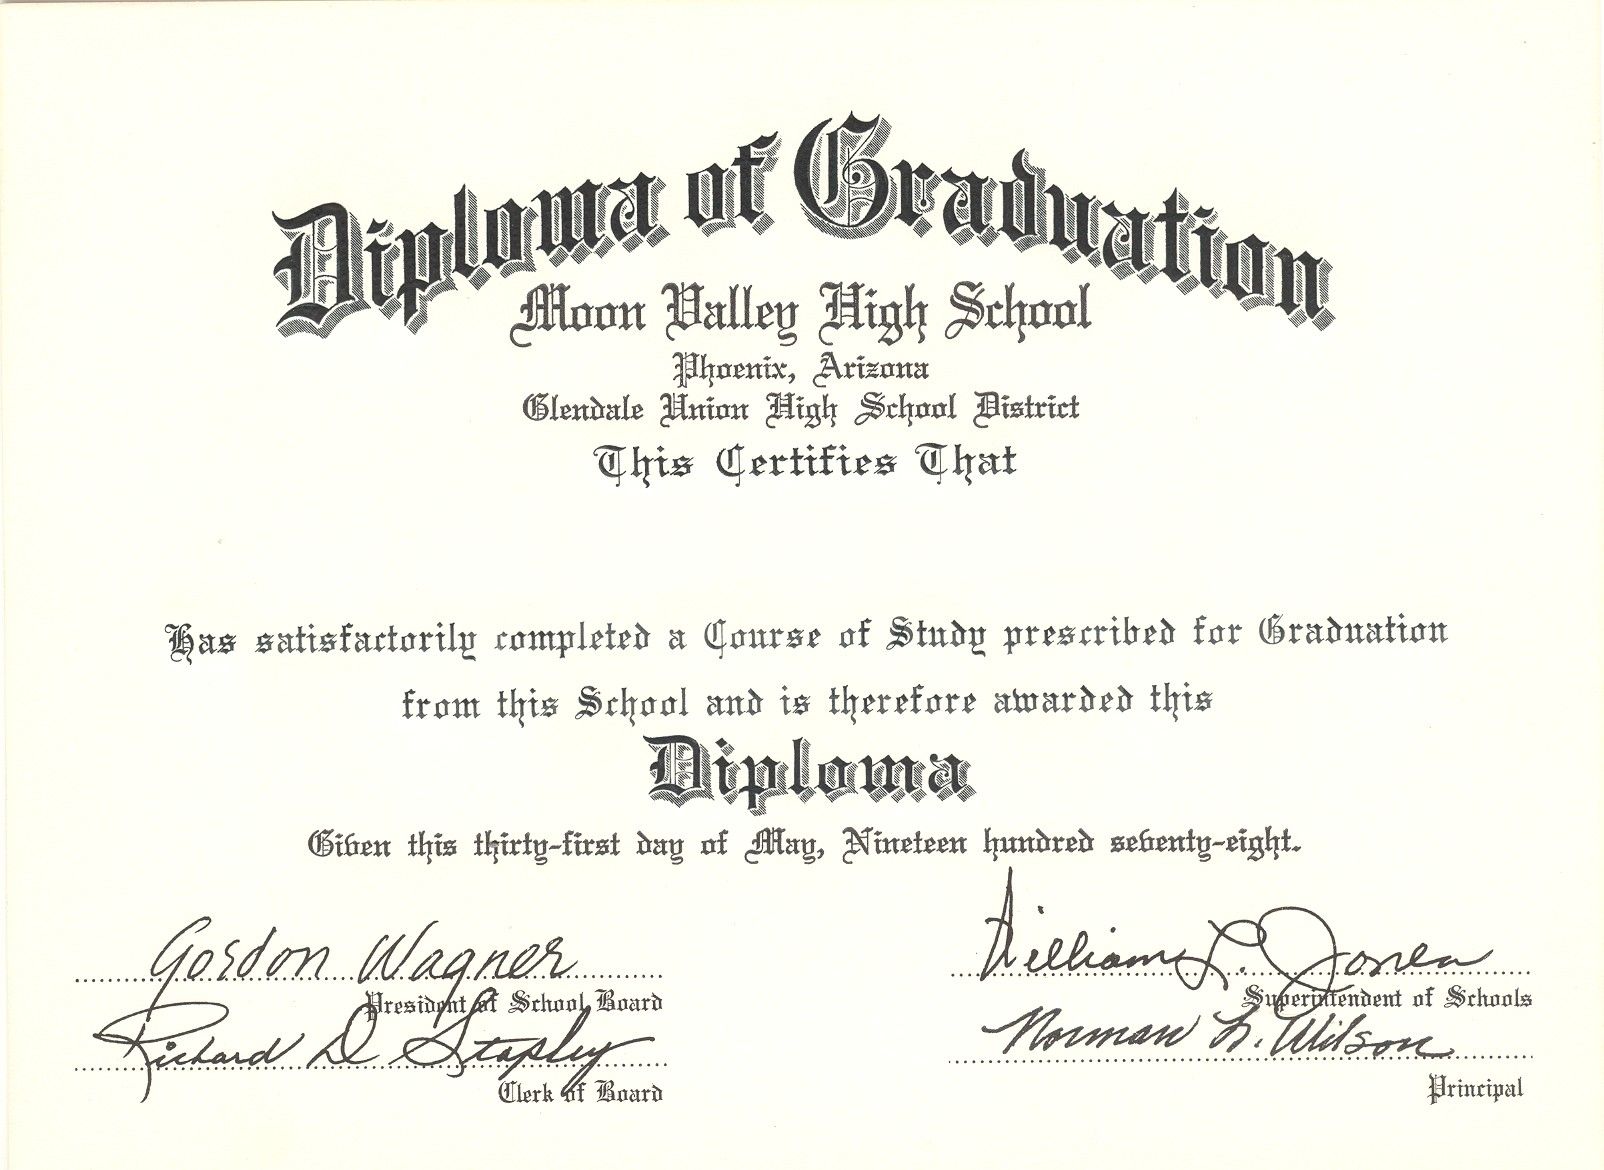 Diploma of Graduation
Moon Valley High School
Phoenix, Arizona
Glendale Union High School District
This Certifies That
Has satisfactorily completed a Course of Study prescribed for Graduation
from this School and is therefore awarded this
Diploma
Given this thirty-first day of May, Nineteen hundred seventy-eight.
Gordon Wagner
President of School Board
William L. Jones
Superintendent of Schools
Richard D Stapley
Clerk of Board
Norman L. Wilson
Principal